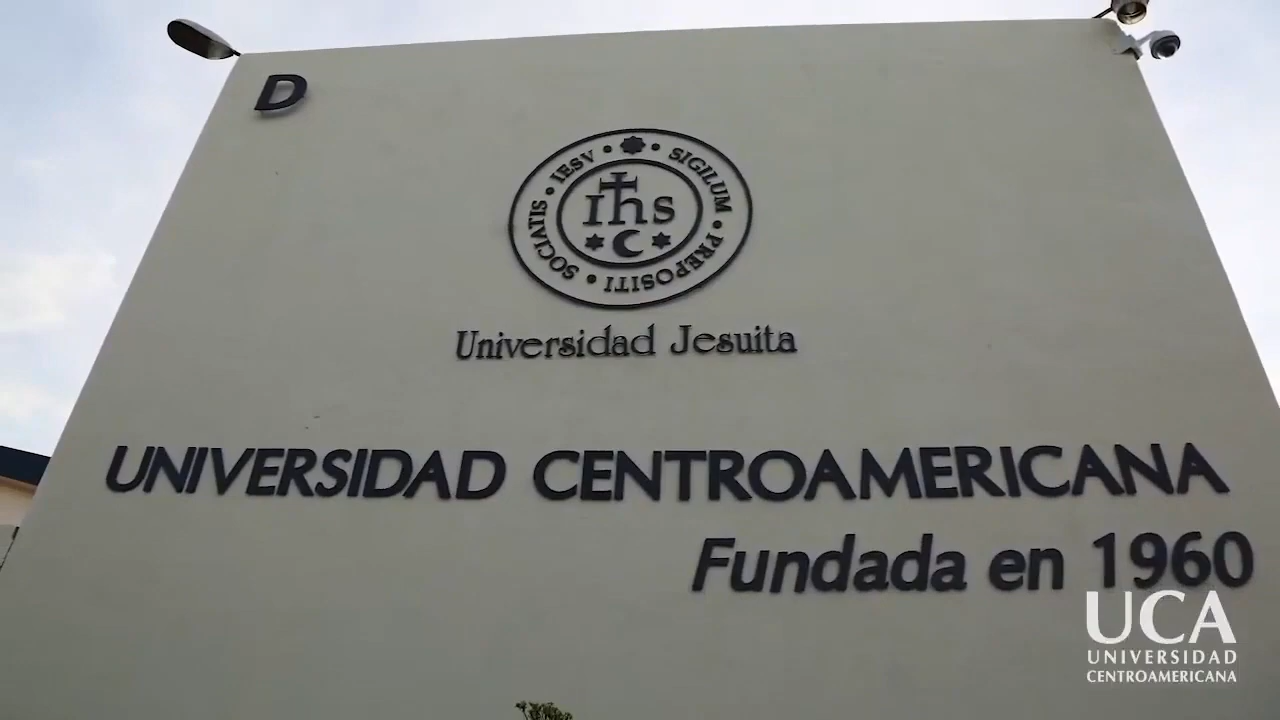 D
SIGILUM • PREPOSITI • SOCIATIS • IESV
Ihs
Universidad Jesuita
UNIVERSIDAD CENTROAMERICANA
Fundada en 1960
UCA
UNIVERSIDAD
CENTROAMERICANA